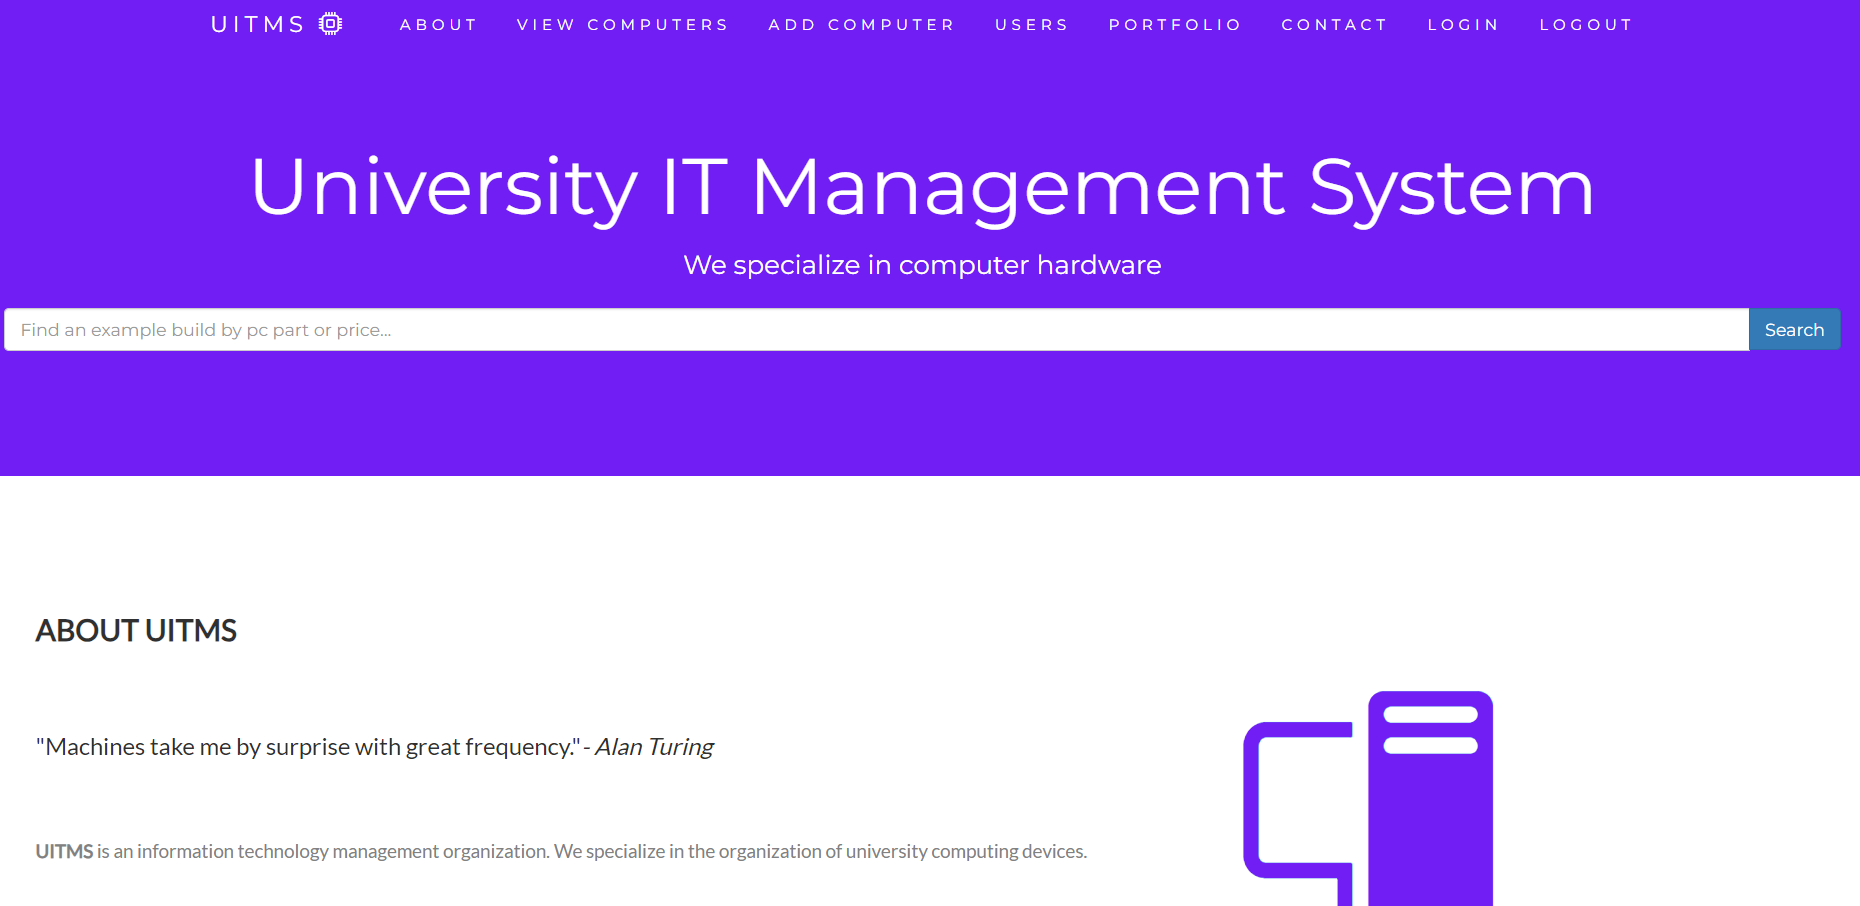 UITMS ABOUT VIEW COMPUTERS ADD COMPUTER USERS PORTFOLIO CONTACT LOGIN LOGOUT
University IT Management System
We specialize in computer hardware
Find an example build by pc part or price... Search
ABOUT UITMS
"Machines take me by surprise with great frequency." - Alan Turing
UITMS is an information technology management organization. We specialize in the organization of university computing devices.